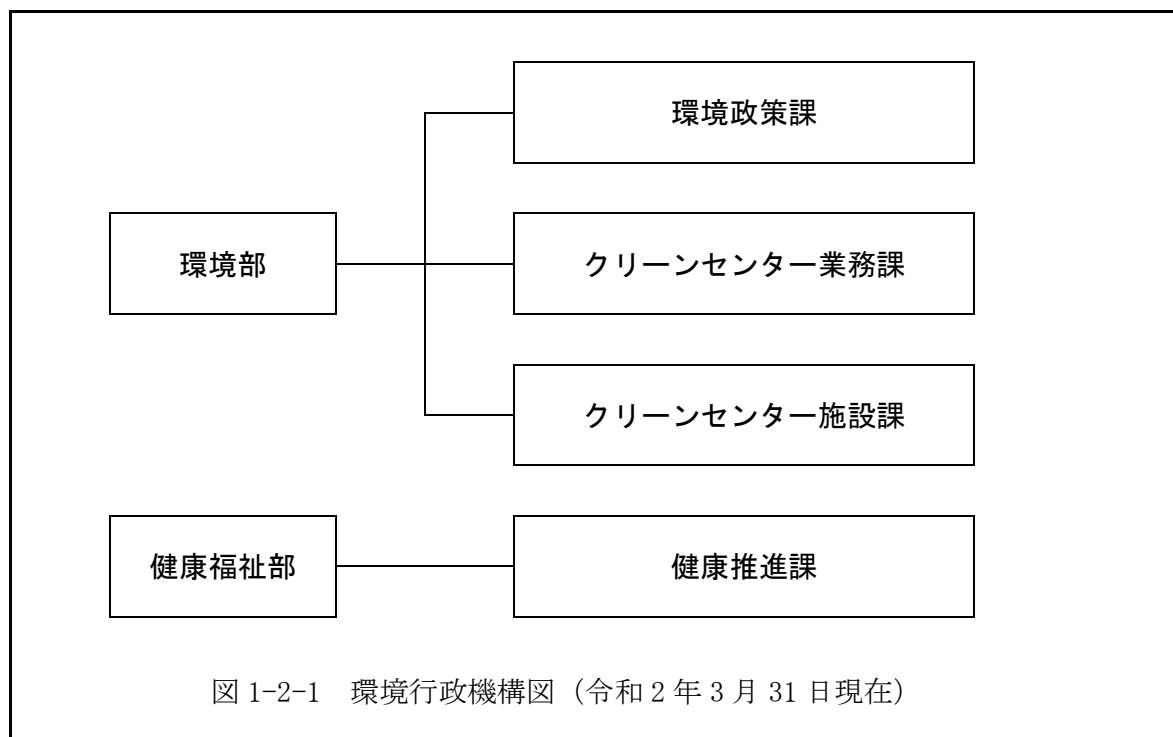 環境政策課
環境部
クリーンセンター業務課
クリーンセンター施設課
健康福祉部
健康推進課
図 1-2-1 環境行政機構図（令和 2 年 3 月 31 日現在）